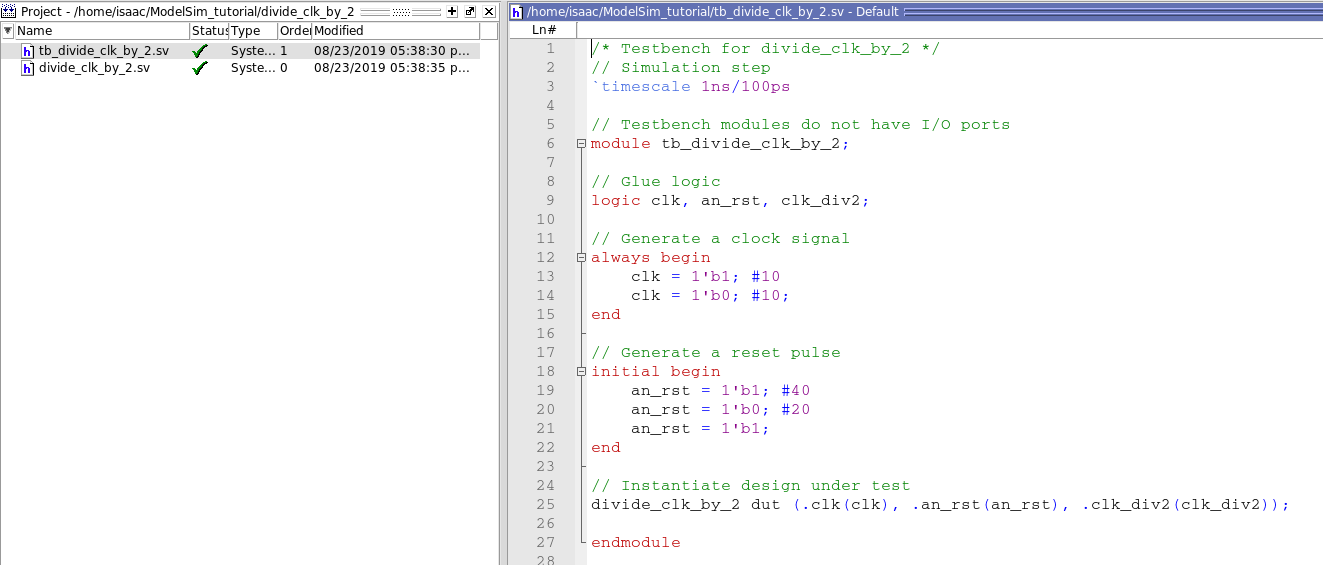 Project - /home/isaac/ModelSim_tutorial/divide_clk_by_2
Name Status Type Order Modified
tb_divide_clk_by_2.sv Syste... 1 08/23/2019 05:38:30 p...
divide_clk_by_2.sv Syste... 0 08/23/2019 05:38:35 p...
/home/isaac/ModelSim_tutorial/tb_divide_clk_by_2.sv - Default
Ln#
1 /* Testbench for divide_clk_by_2 */
2 // Simulation step
3 `timescale 1ns/100ps
4
5 // Testbench modules do not have I/O ports
6 module tb_divide_clk_by_2;
7
8 // Glue logic
9 logic clk, an_rst, clk_div2;
10
11 // Generate a clock signal
12 always begin
13 clk = 1'b1; #10
14 clk = 1'b0; #10;
15 end
16
17 // Generate a reset pulse
18 initial begin
19 an_rst = 1'b1; #40
20 an_rst = 1'b0; #20
21 an_rst = 1'b1;
22 end
23
24 // Instantiate design under test
25 divide_clk_by_2 dut (.clk(clk), .an_rst(an_rst), .clk_div2(clk_div2));
26
27 endmodule
28